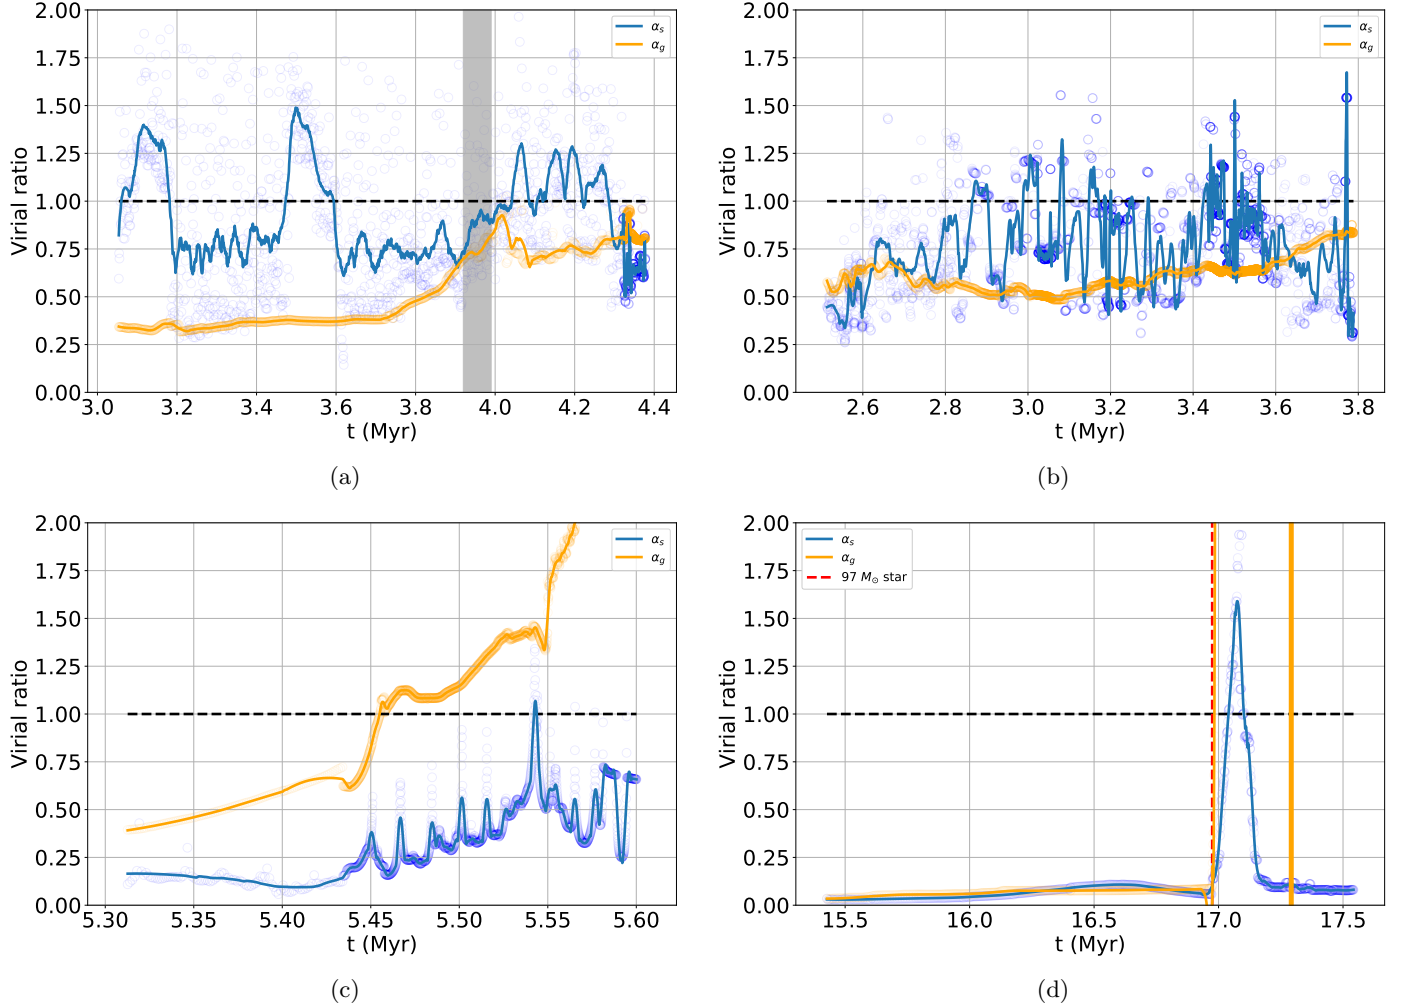 2.00
1.75
1.50
1.25
1.00
0.75
0.50
0.25
0.00
Virial ratio
3.0 3.2 3.4 3.6 3.8 4.0 4.2 4.4
t (Myr)
αs
αg
(a)
2.00
1.75
1.50
1.25
1.00
0.75
0.50
0.25
0.00
Virial ratio
2.6 2.8 3.0 3.2 3.4 3.6 3.8
t (Myr)
αs
αg
(b)
2.00
1.75
1.50
1.25
1.00
0.75
0.50
0.25
0.00
Virial ratio
5.30 5.35 5.40 5.45 5.50 5.55 5.60
t (Myr)
αs
αg
(c)
2.00
1.75
1.50
1.25
1.00
0.75
0.50
0.25
0.00
Virial ratio
15.5 16.0 16.5 17.0 17.5
t (Myr)
αs
αg
97 M⊙ star
(d)